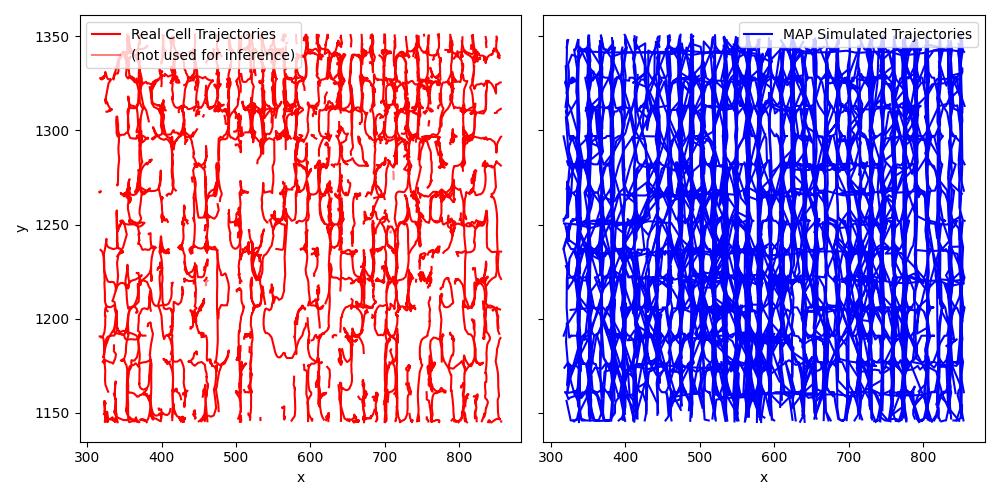 Real Cell Trajectories
(not used for inference)
MAP Simulated Trajectories
1350
1300
1250
1200
1150
y
300 400 500 600 700 800
300 400 500 600 700 800
x
x